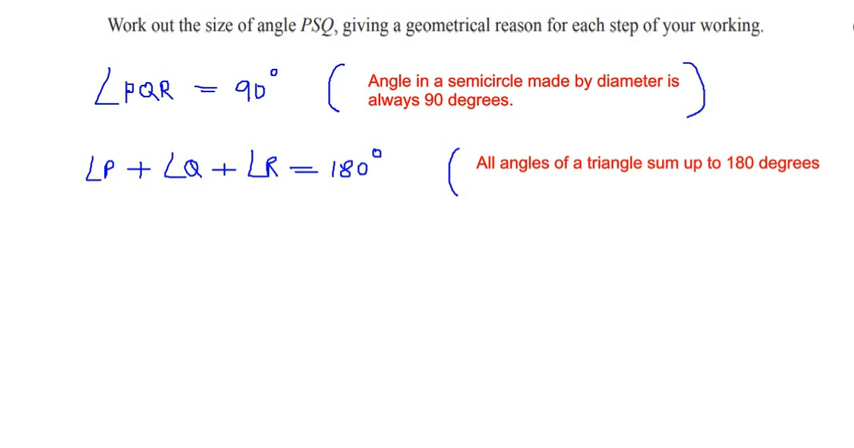 Work out the size of angle PSQ, giving a geometrical reason for each step of your working.
∠PQR = 90° ( Angle in a semicircle made by diameter is
always 90 degrees. )
∠P + ∠Q + ∠R = 180° ( All angles of a triangle sum up to 180 degrees